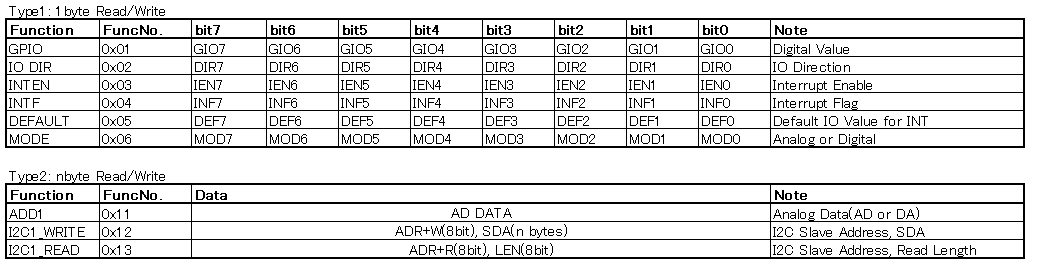 Type1: 1byte Read/Write
Function FuncNo. bit7 bit6 bit5 bit4 bit3 bit2 bit1 bit0 Note
GPIO 0x01 GIO7 GIO6 GIO5 GIO4 GIO3 GIO2 GIO1 GIO0 Digital Value
IO DIR 0x02 DIR7 DIR6 DIR5 DIR4 DIR3 DIR2 DIR1 DIR0 IO Direction
INTEN 0x03 IEN7 IEN6 IEN5 IEN4 IEN3 IEN2 IEN1 IEN0 Interrupt Enable
INTF 0x04 INF7 INF6 INF5 INF4 INF3 INF2 INF1 INF0 Interrupt Flag
DEFAULT 0x05 DEF7 DEF6 DEF5 DEF4 DEF3 DEF2 DEF1 DEF0 Default IO Value for INT
MODE 0x06 MOD7 MOD6 MOD5 MOD4 MOD3 MOD2 MOD1 MOD0 Analog or Digital
Type2: nbyte Read/Write
Function FuncNo. Data Note
ADD1 0x11 AD DATA Analog Data(AD or DA)
I2C1_WRITE 0x12 ADR+W(8bit), SDA(n bytes) I2C Slave Address, SDA
I2C1_READ 0x13 ADR+R(8bit), LEN(8bit) I2C Slave Address, Read Length